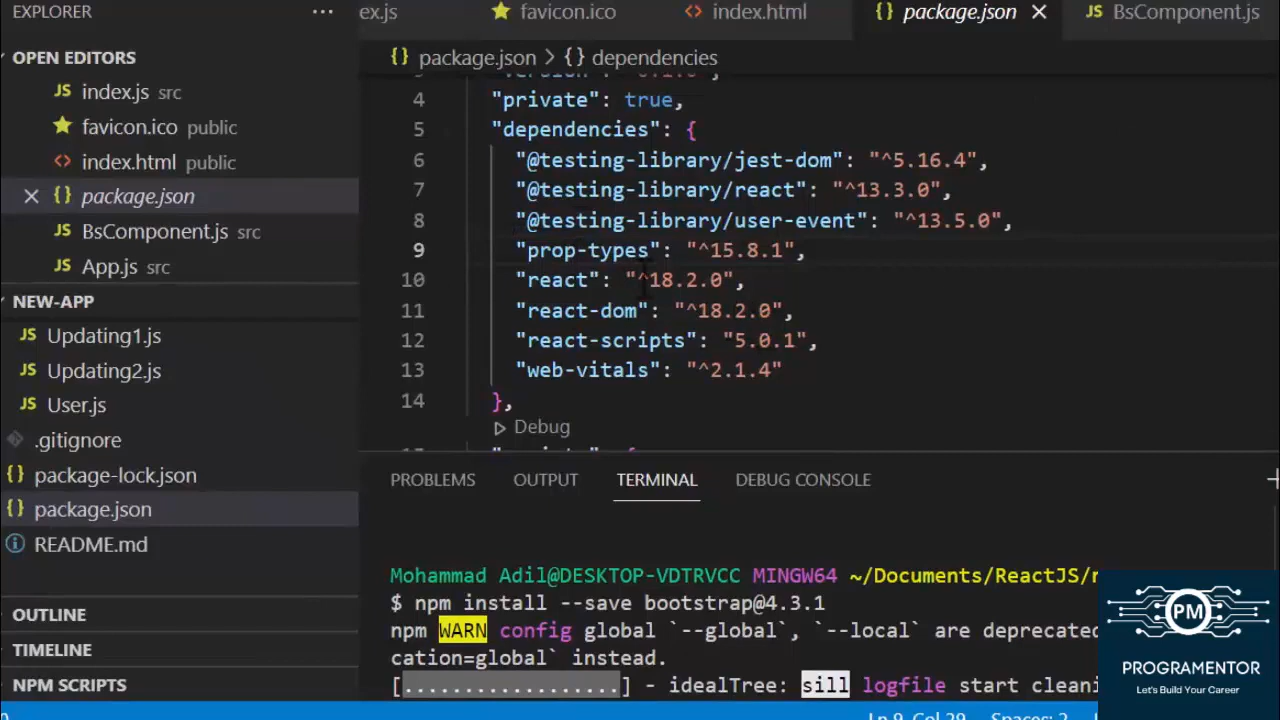 EXPLORER
···
ex.js
favicon.ico
index.html
package.json
BsComponent.js
OPEN EDITORS
index.js src
favicon.ico public
index.html public
package.json
BsComponent.js src
App.js src
NEW-APP
Updating1.js
Updating2.js
User.js
.gitignore
package-lock.json
package.json
README.md
OUTLINE
TIMELINE
NPM SCRIPTS
package.json > {} dependencies
4 "private": true,
5 "dependencies": {
6 "@testing-library/jest-dom": "^5.16.4",
7 "@testing-library/react": "^13.3.0",
8 "@testing-library/user-event": "^13.5.0",
9 "prop-types": "^15.8.1",
10 "react": "^18.2.0",
11 "react-dom": "^18.2.0",
12 "react-scripts": "5.0.1",
13 "web-vitals": "^2.1.4"
14 },
Debug
PROBLEMS OUTPUT TERMINAL DEBUG CONSOLE
Mohammad Adil@DESKTOP-VDTRVCC MINGW64 ~/Documents/ReactJS/
$ npm install --save bootstrap@4.3.1
npm WARN config global `--global`, `--local` are deprecated
cation=global` instead.
[..................] - idealTree: sill logfile start cleani
Ln 9, Col 29 Spaces: 2
PM
PROGRAMENTOR
Let's Build Your Career